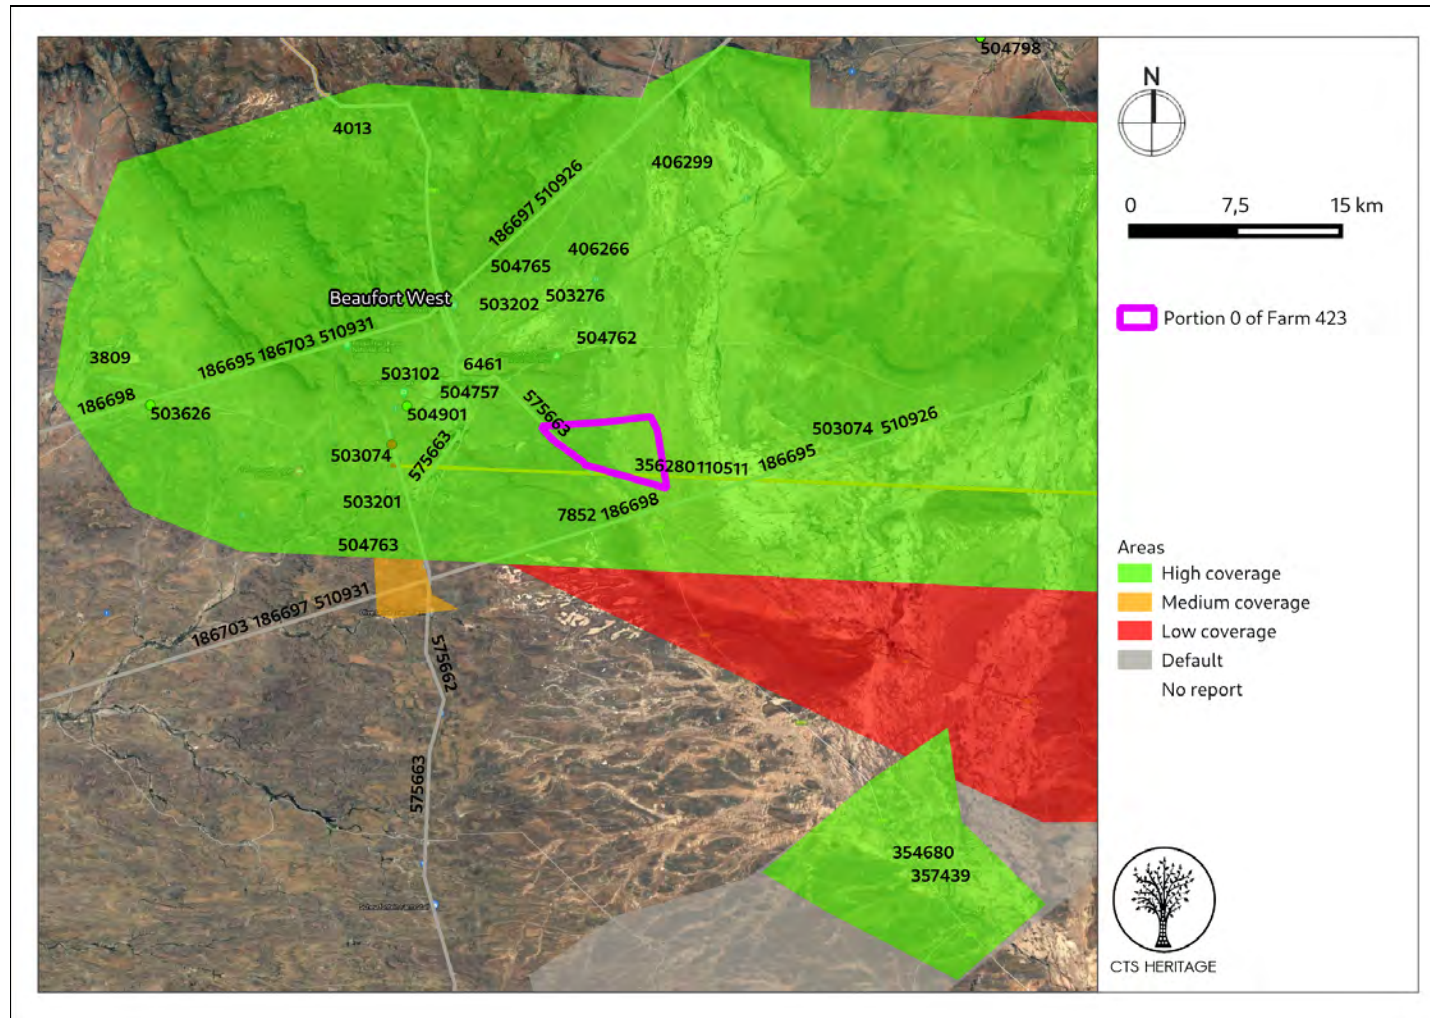 504798
4013
406299
186697 510926
406266
504765
503276
Beaufort West
503202
186695 186703 510931
504762
3809
6461
503102
504757
186698
503626
504901
575663
503074 510926
503074
575663
356280
110511
186695
503201
7852 186698
504763
186703 186697 510931
575662
575663
354680
357439
N
0 7,5 15 km
Portion 0 of Farm 423
Areas
High coverage
Medium coverage
Low coverage
Default
No report
CTS HERITAGE